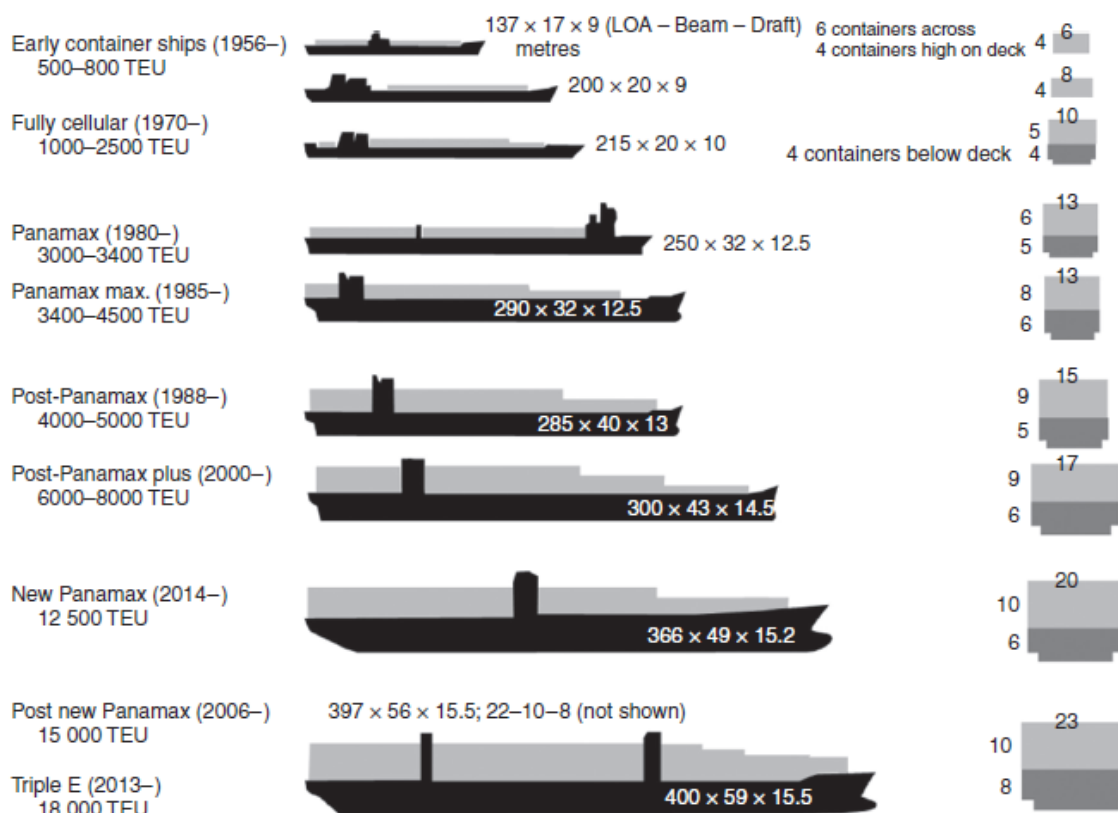 Early container ships (1956–)
500–800 TEU
137 × 17 × 9 (LOA – Beam – Draft)
metres
6 containers across
4 containers high on deck
6
4
200 × 20 × 9
8
4
Fully cellular (1970–)
1000–2500 TEU
215 × 20 × 10
4 containers below deck
10
5
4
Panamax (1980–)
3000–3400 TEU
250 × 32 × 12.5
13
6
5
Panamax max. (1985–)
3400–4500 TEU
290 × 32 × 12.5
13
8
6
Post-Panamax (1988–)
4000–5000 TEU
285 × 40 × 13
15
9
5
Post-Panamax plus (2000–)
6000–8000 TEU
300 × 43 × 14.5
17
9
6
New Panamax (2014–)
12 500 TEU
366 × 49 × 15.2
20
10
6
Post new Panamax (2006–)
15 000 TEU
397 × 56 × 15.5; 22–10–8 (not shown)
Triple E (2013–)
18 000 TEU
400 × 59 × 15.5
23
10
8